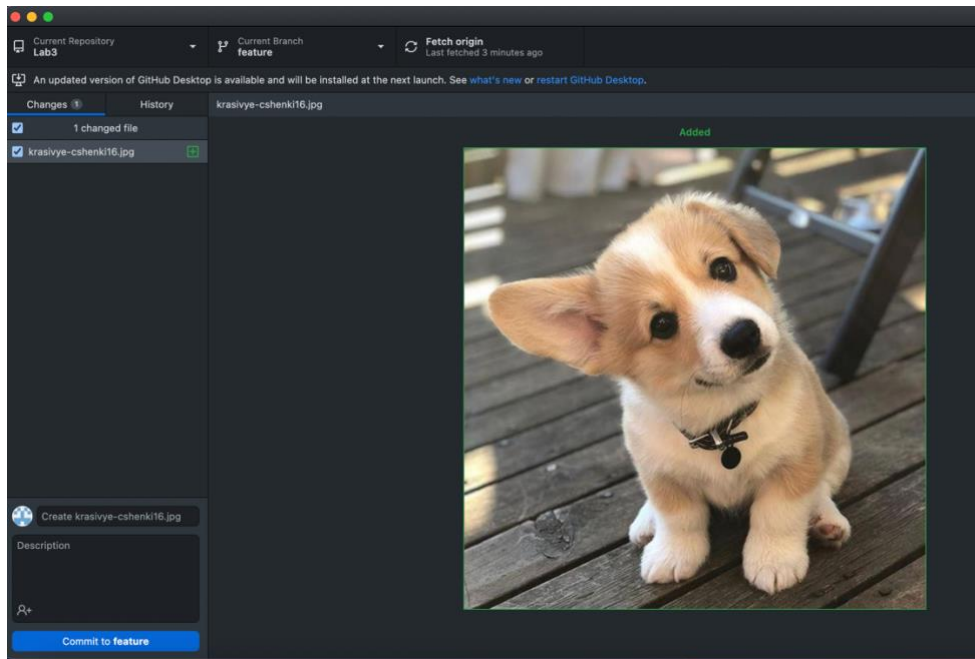 Current Repository
Lab3
Current Branch
feature
Fetch origin
Last fetched 3 minutes ago
An updated version of GitHub Desktop is available and will be installed at the next launch. See what's new or restart GitHub Desktop.
Changes 1
History
krasivye-cshenki16.jpg
1 changed file
krasivye-cshenki16.jpg
Added
Create krasivye-cshenki16.jpg
Description
Commit to feature